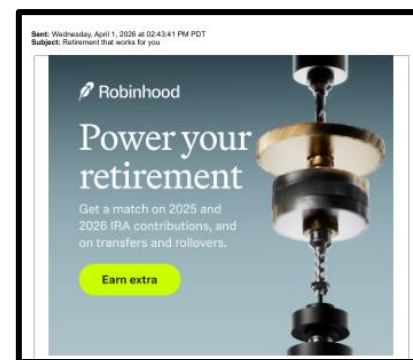 Sent: Wednesday, April 1, 2026 at 02:43:41 PM PDT
Subject: Retirement that works for you
Robinhood
Power your
retirement
Get a match on 2025 and
2026 IRA contributions, and
on transfers and rollovers.
Earn extra